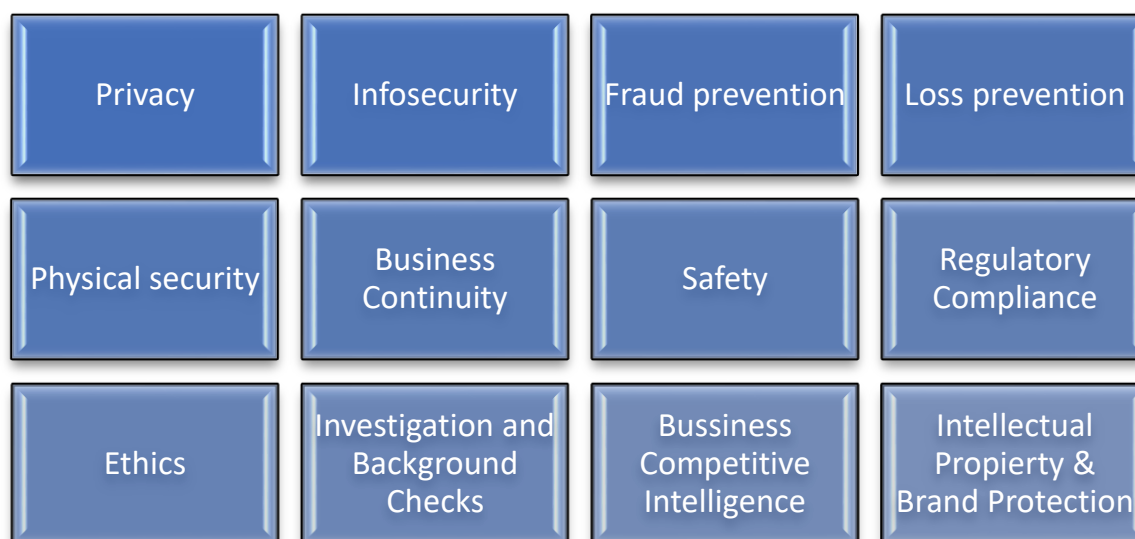 Privacy
Infosecurity
Fraud prevention
Loss prevention
Physical security
Business
Continuity
Safety
Regulatory
Compliance
Ethics
Investigation and
Background
Checks
Bussiness
Competitive
Intelligence
Intellectual
Propierty &
Brand Protection